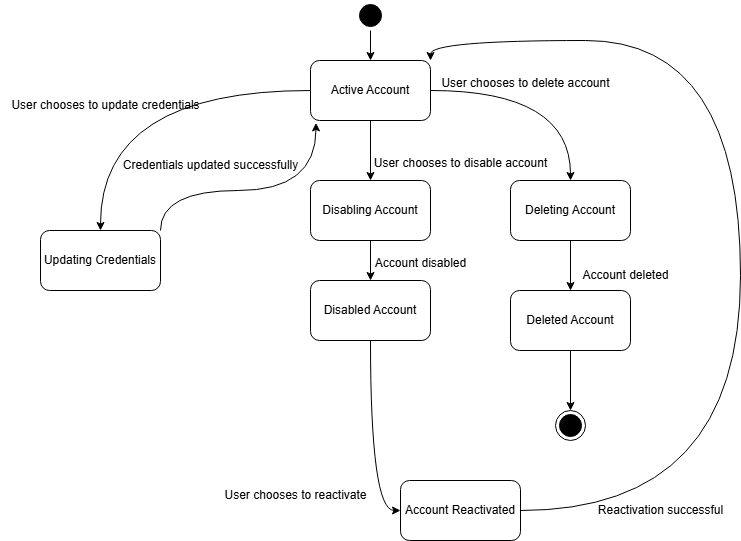 Active Account
User chooses to delete account
User chooses to update credentials
Credentials updated successfully
User chooses to disable account
Disabling Account
Deleting Account
Updating Credentials
Account disabled
Account deleted
Disabled Account
Deleted Account
User chooses to reactivate
Account Reactivated
Reactivation successful